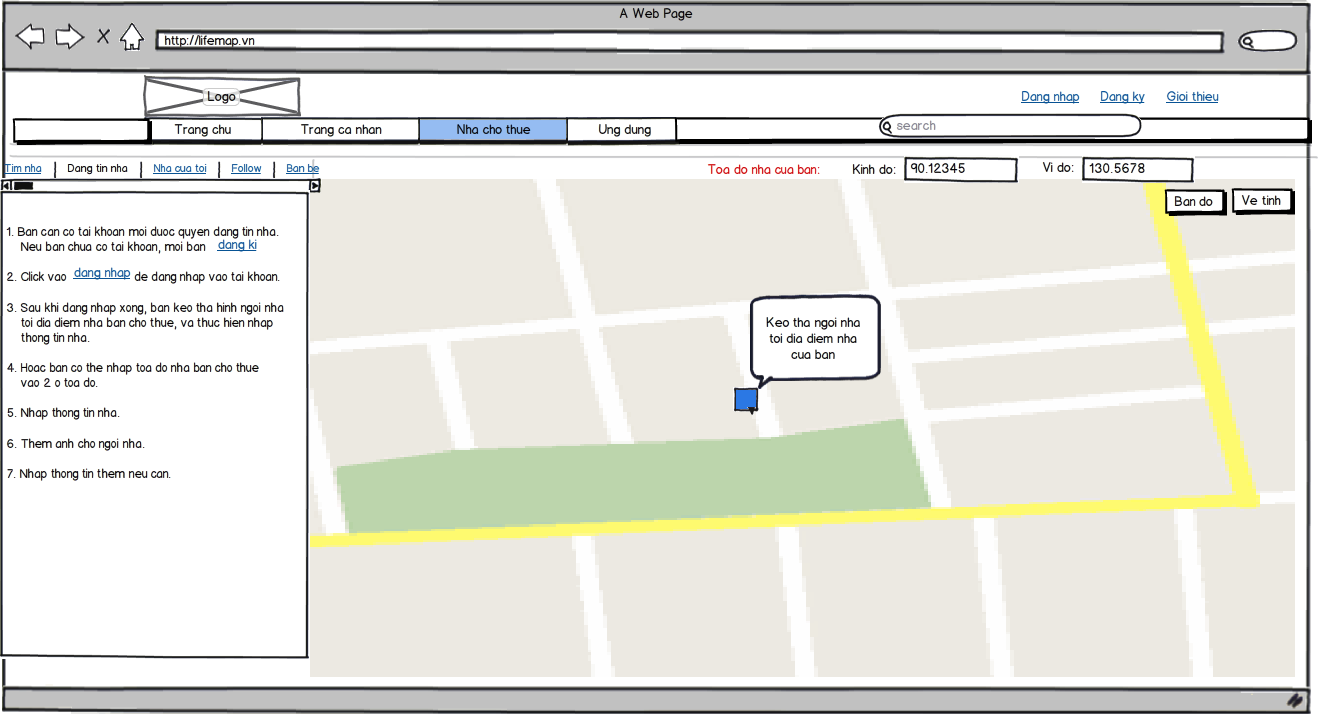 A Web Page
http://lifemap.vn
Logo
Dang nhap Dang ky Gioi thieu
Trang chu Trang ca nhan Nha cho thue Ung dung search
Tim nha Dang tin nha Nha cua toi Follow Ban be
Toa do nha cua ban: Kinh do: 90.12345 Vi do: 130.5678
Ban do Ve tinh
1. Ban can co tai khoan moi duoc quyen dang tin nha.
Neu ban chua co tai khoan, moi ban dang ki
2. Click vao dang nhap de dang nhap vao tai khoan.
3. Sau khi dang nhap xong, ban keo tha hinh ngoi nha
toi dia diem nha ban cho thue, va thuc hien nhap
thong tin nha.
4. Hoac ban co the nhap toa do nha ban cho thue
vao 2 o toa do.
5. Nhap thong tin nha.
6. Them anh cho ngoi nha.
7. Nhap thong tin them neu can.
Keo tha ngoi nha
toi dia diem nha
cua ban